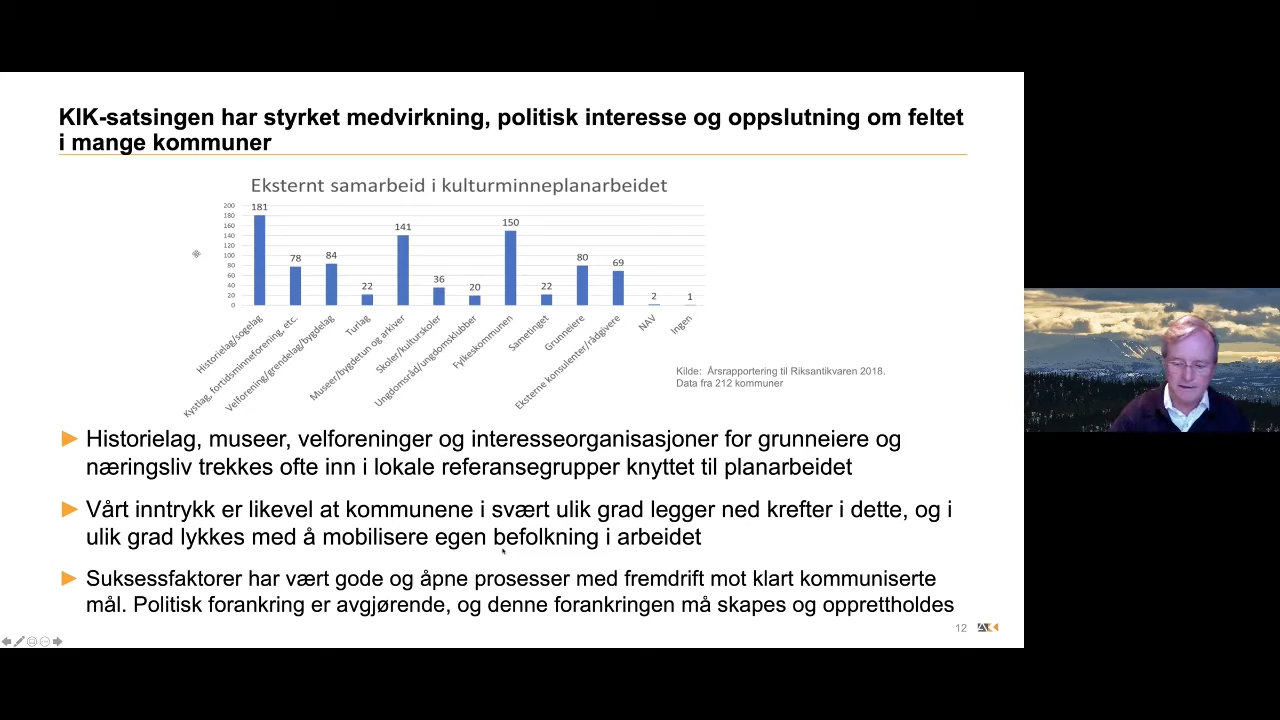 KIK-satsingen har styrket medvirkning, politisk interesse og oppslutning om feltet
i mange kommuner
Eksternt samarbeid i kulturminneplanarbeidet
200
180
160
140
120
100
80
60
40
20
0
181
78
84
22
141
36
20
150
22
80
69
2
1
Historielag/sogelag
Kystlag, fortidsminneforening, etc.
Velforening/grendelag/bygdelag
Turlag
Museer/bygdetun og arkiver
Skoler/kulturskoler
Ungdomsråd/ungdomsklubber
Fylkeskommunen
Sametinget
Grunneiere
Eksterne konsulenter/rådgivere
NAV
Ingen
Kilde: Årsrapportering til Riksantikvaren 2018.
Data fra 212 kommuner
Historielag, museer, velforeninger og interesseorganisasjoner for grunneiere og
næringsliv trekkes ofte inn i lokale referansegrupper knyttet til planarbeidet
Vårt inntrykk er likevel at kommunene i svært ulik grad legger ned krefter i dette, og i
ulik grad lykkes med å mobilisere egen befolkning i arbeidet
Suksessfaktorer har vært gode og åpne prosesser med fremdrift mot klart kommuniserte
mål. Politisk forankring er avgjørende, og denne forankringen må skapes og opprettholdes
12